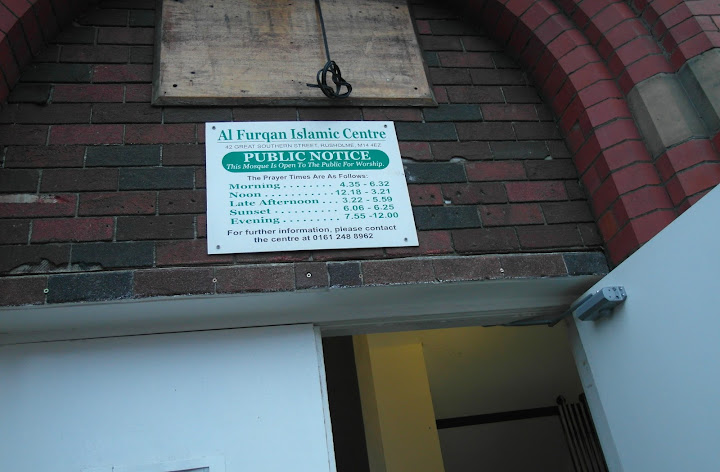 Al Furqan Islamic Centre
42 GREAT SOUTHERN STREET, RUSHOLME, M14 4EZ
PUBLIC NOTICE
This Mosque Is Open To The Public For Worship.
The Prayer Times Are As Follows:
Morning . . . . . . . . . . 4.35 - 6.32
Noon . . . . . . . . . . . . 12.18 - 3.21
Late Afternoon . . . 3.22 - 5.59
Sunset . . . . . . . . . . 6.06 - 6.25
Evening . . . . . . . . . 7.55 -12.00
For further information, please contact
the centre at 0161 248 8962